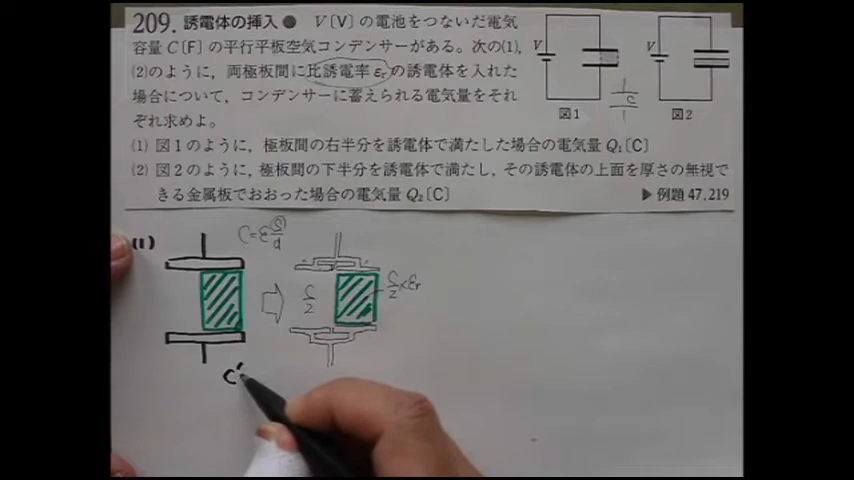 209. 誘電体の挿入 ● V〔V〕の電池をつないだ電気
容量 C〔F〕の平行平板空気コンデンサーがある。次の(1),
(2)のように, 両極板間に比誘電率 εr の誘電体を入れた
場合について, コンデンサーに蓄えられる電気量をそれ
ぞれ求めよ。
V
V
C
図1
図2
(1) 図1のように, 極板間の右半分を誘電体で満たした場合の電気量 Q₁〔C〕
(2) 図2のように, 極板間の下半分を誘電体で満たし, その誘電体の上面を厚さの無視で
きる金属板でおおった場合の電気量 Q₂〔C〕
▶ 例題 47,219
(1)
C=ε S/d
C/2
C/2 ×εr
C'